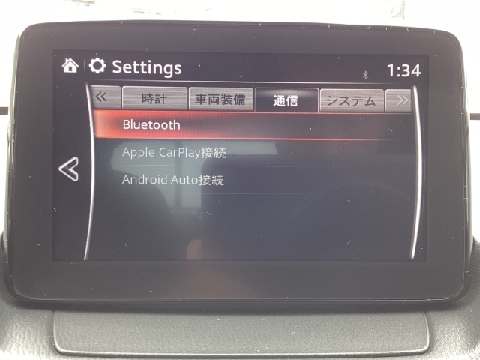 Settings 1:34
時計 車両装備 通信 システム
Bluetooth
Apple CarPlay接続
Android Auto接続